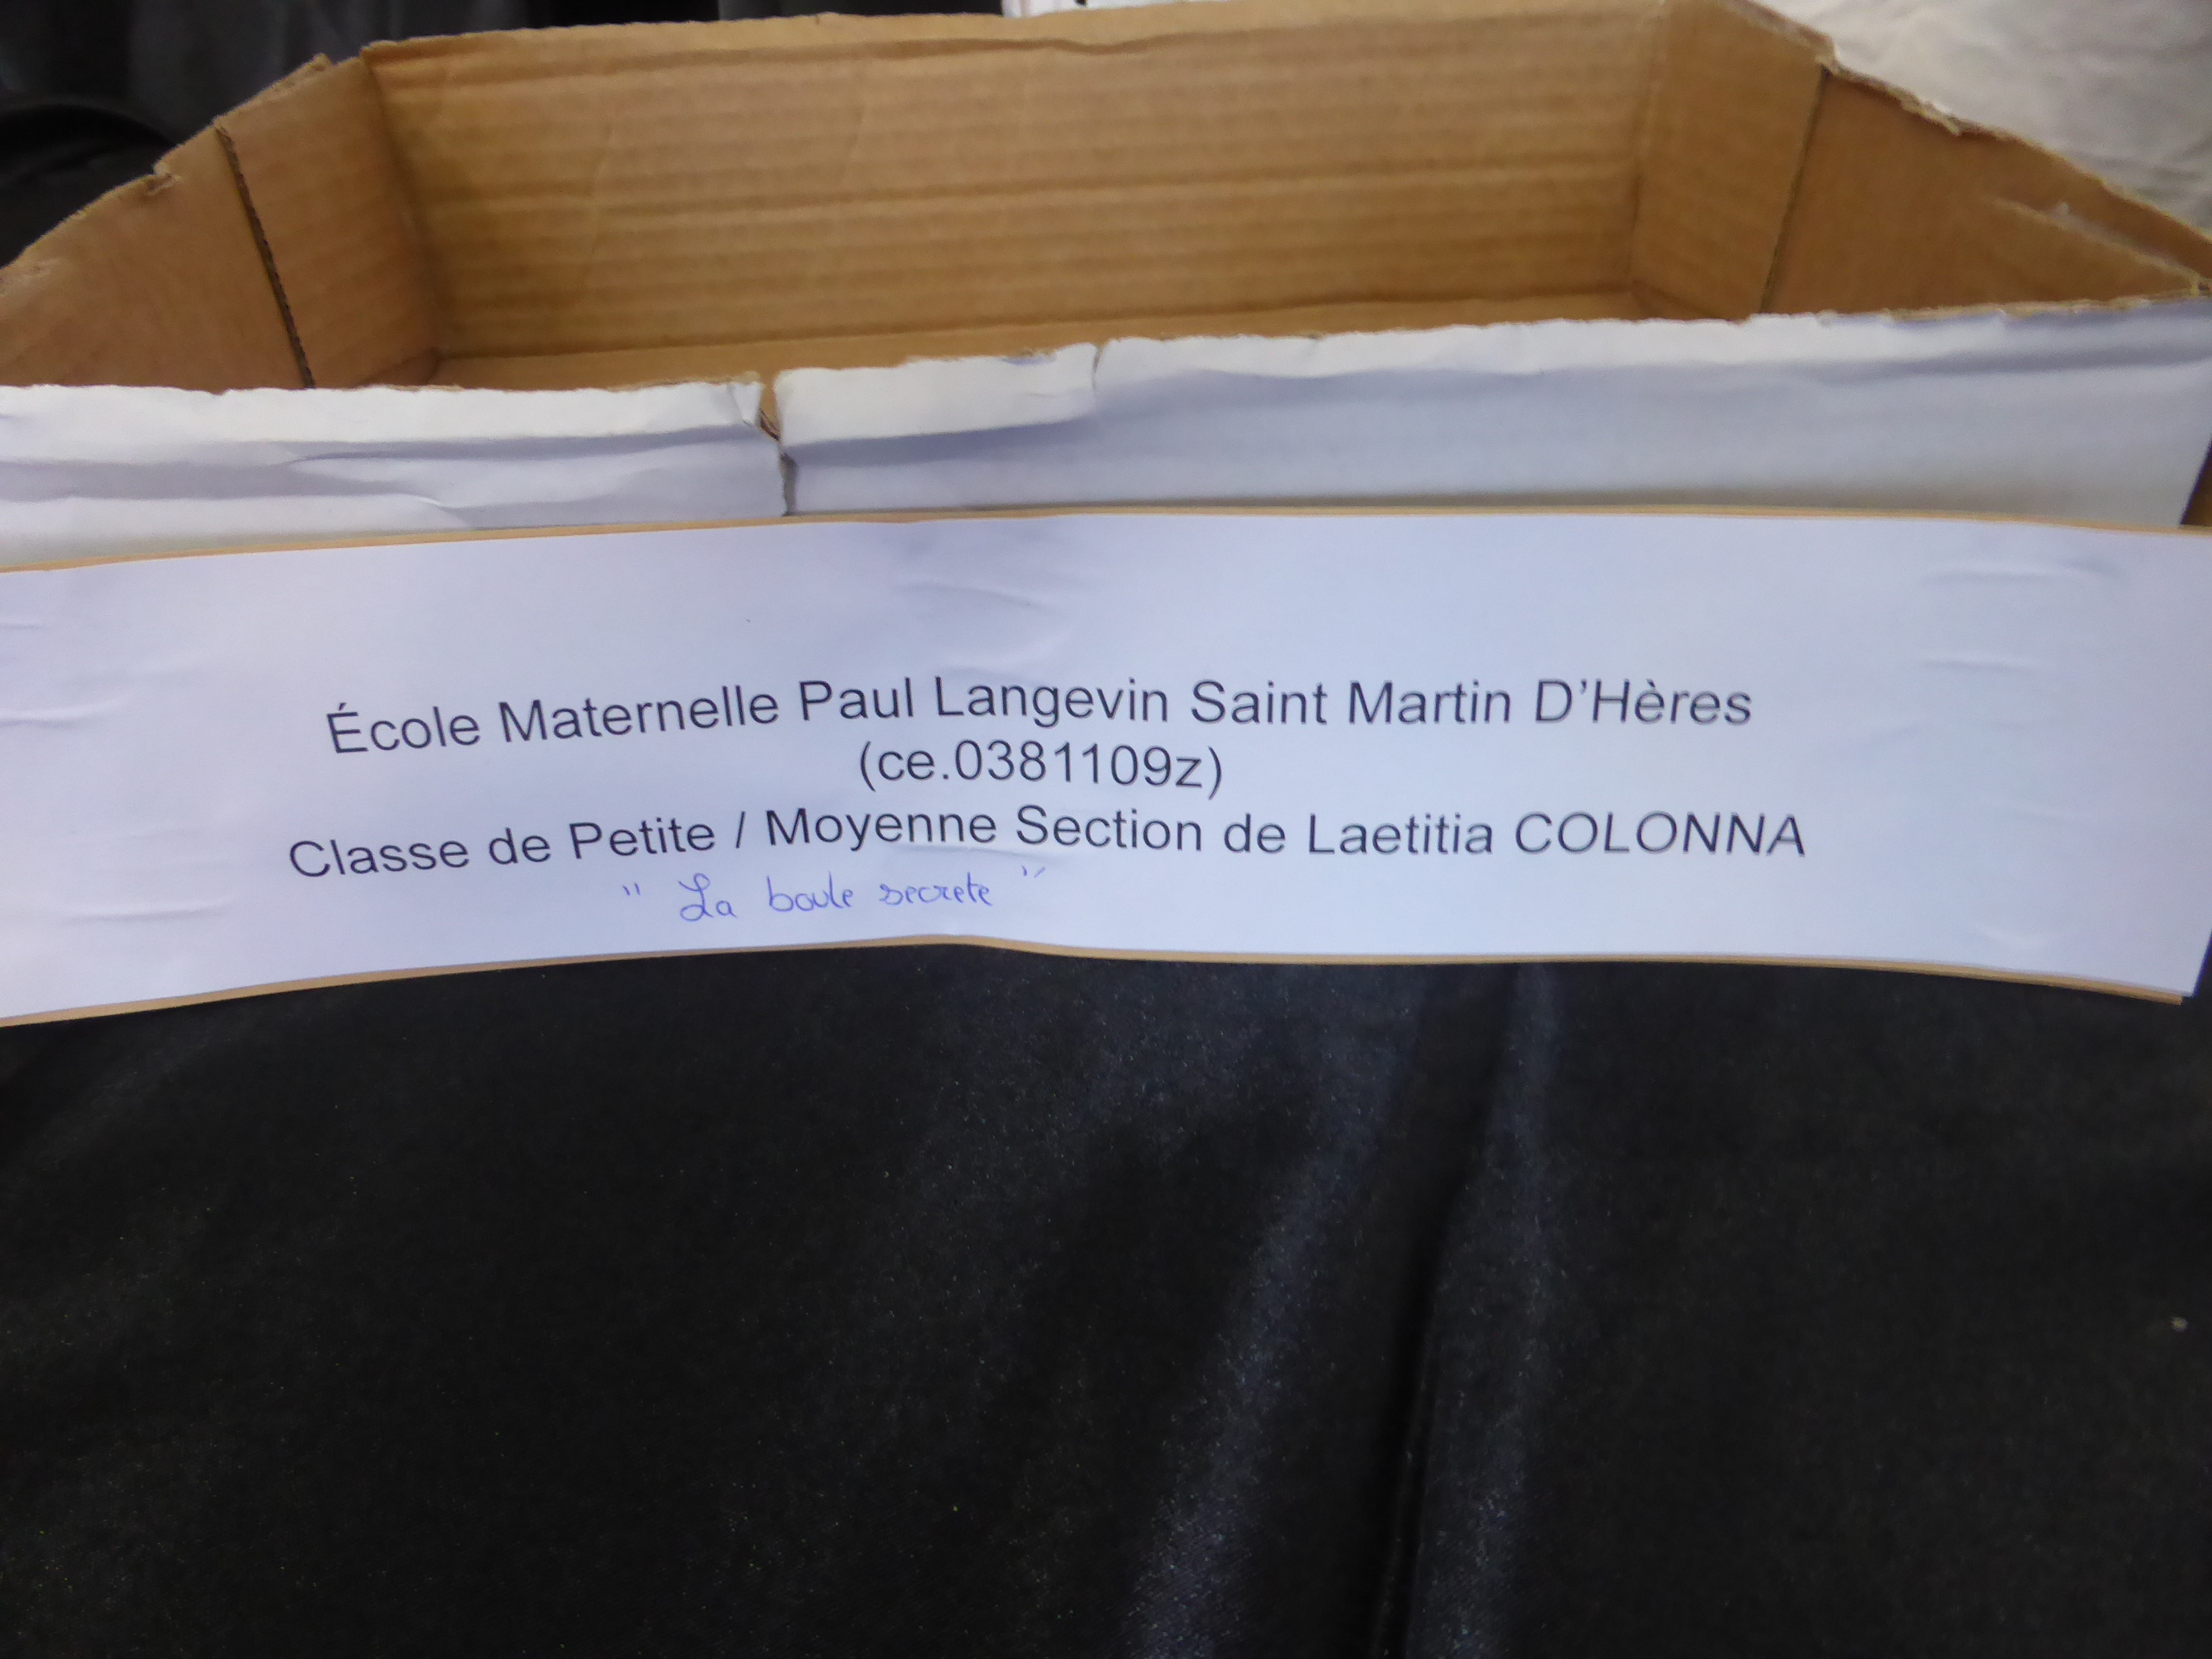 École Maternelle Paul Langevin Saint Martin D’Hères
(ce.0381109z)
Classe de Petite / Moyenne Section de Laetitia COLONNA
" La boule secrete "